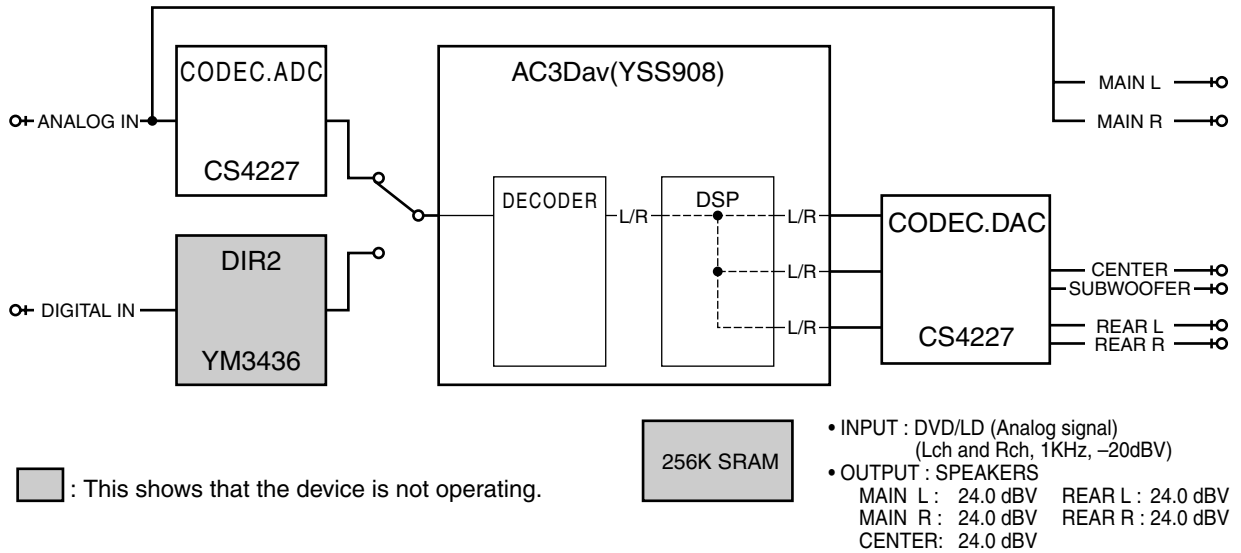 CODEC.ADC
CS4227
ANALOG IN
DIR2
YM3436
DIGITAL IN
AC3Dav(YSS908)
DECODER
L/R
DSP
L/R
L/R
L/R
CODEC.DAC
CS4227
MAIN L
MAIN R
CENTER
SUBWOOFER
REAR L
REAR R
: This shows that the device is not operating.
256K SRAM
• INPUT : DVD/LD (Analog signal)
(Lch and Rch, 1KHz, –20dBV)
• OUTPUT : SPEAKERS
MAIN L : 24.0 dBV REAR L : 24.0 dBV
MAIN R : 24.0 dBV REAR R : 24.0 dBV
CENTER: 24.0 dBV